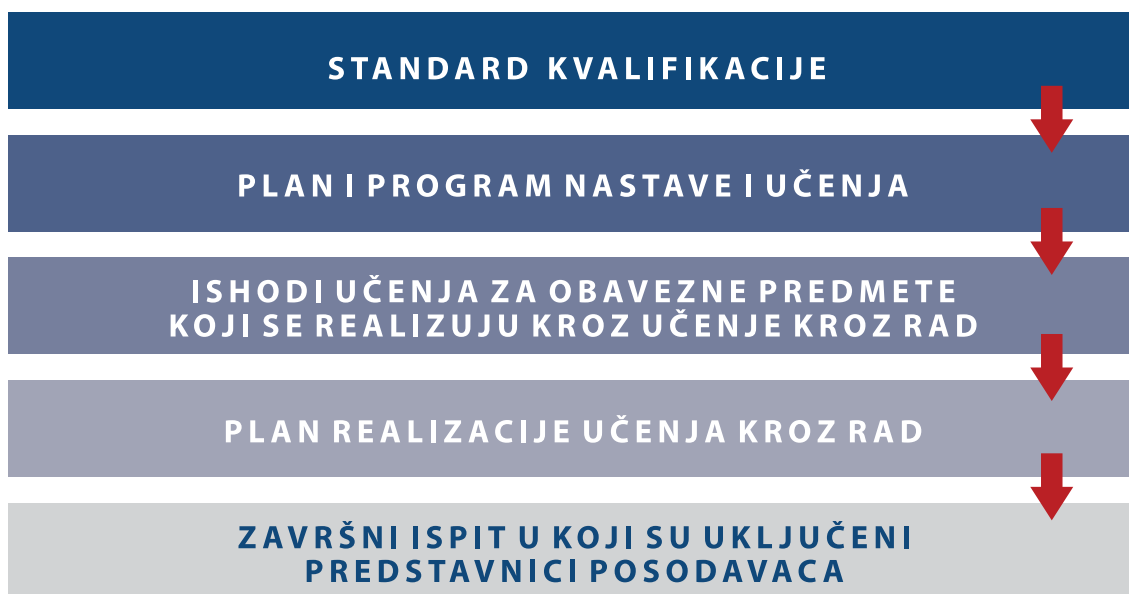 STANDARD KVALIFIKACIJE
PLAN I PROGRAM NASTAVE I UČENJA
ISHODI UČENJA ZA OBAVEZNE PREDMETE
KOJI SE REALIZUJU KROZ UČENJE KROZ RAD
PLAN REALIZACIJE UČENJA KROZ RAD
ZAVRŠNI ISPIT U KOJI SU UKLJUČENI
PREDSTAVNICI POSODAVACA